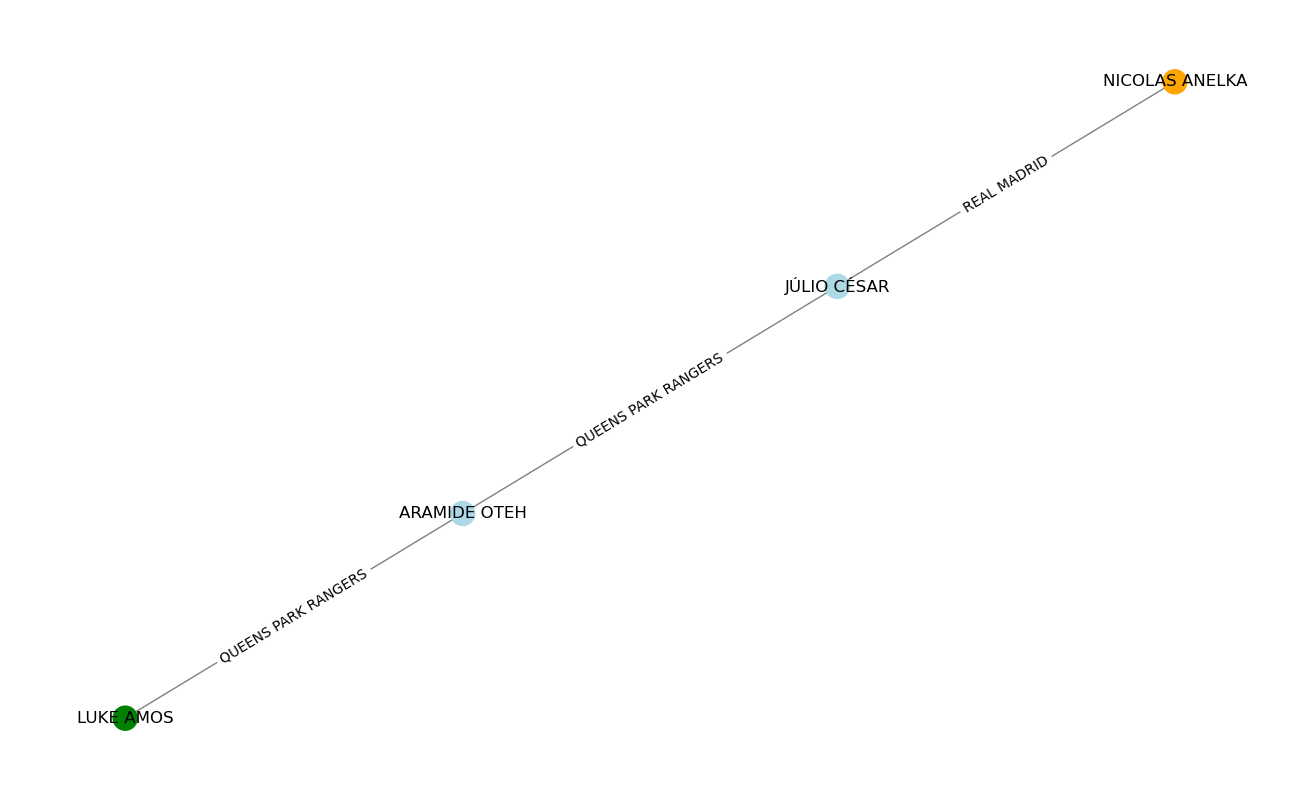 NICOLAS ANELKA
REAL MADRID
JÚLIO CÉSAR
QUEENS PARK RANGERS
ARAMIDE OTEH
QUEENS PARK RANGERS
LUKE AMOS